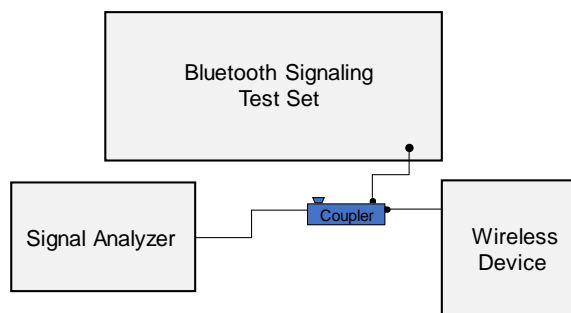 Bluetooth Signaling
Test Set
Coupler
Signal Analyzer
Wireless
Device